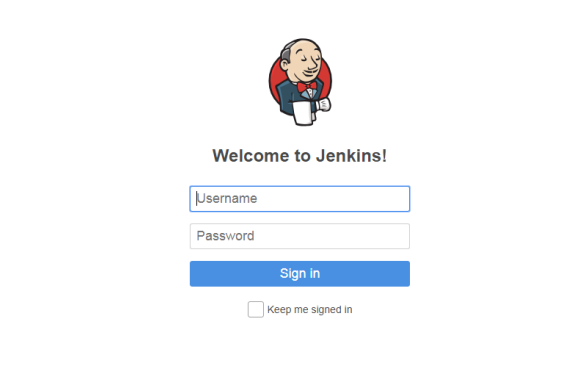 Welcome to Jenkins!
Username
Password
Sign in
Keep me signed in